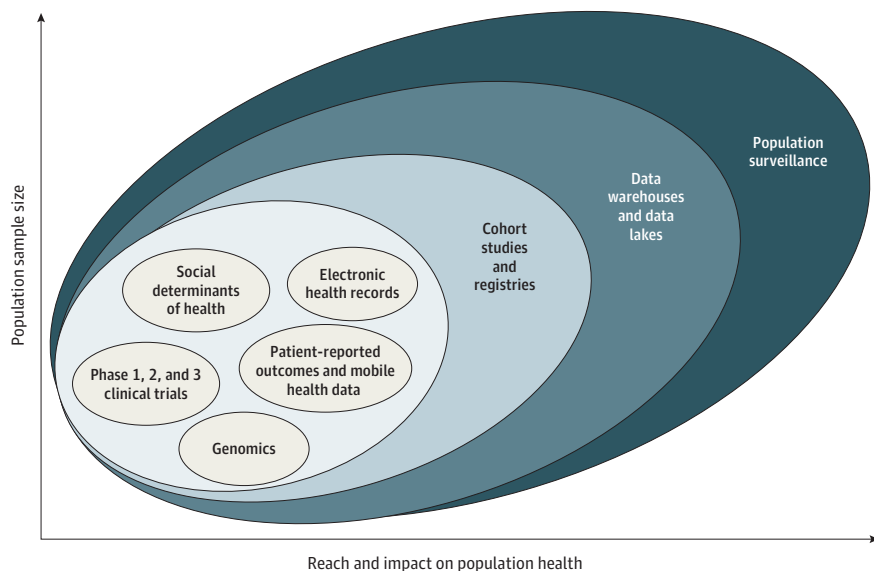 Population sample size
Population
surveillance
Data
warehouses
and data
lakes
Cohort
studies
and
registries
Social
determinants
of health
Electronic
health records
Patient-reported
outcomes and mobile
health data
Phase 1, 2, and 3
clinical trials
Genomics
Reach and impact on population health